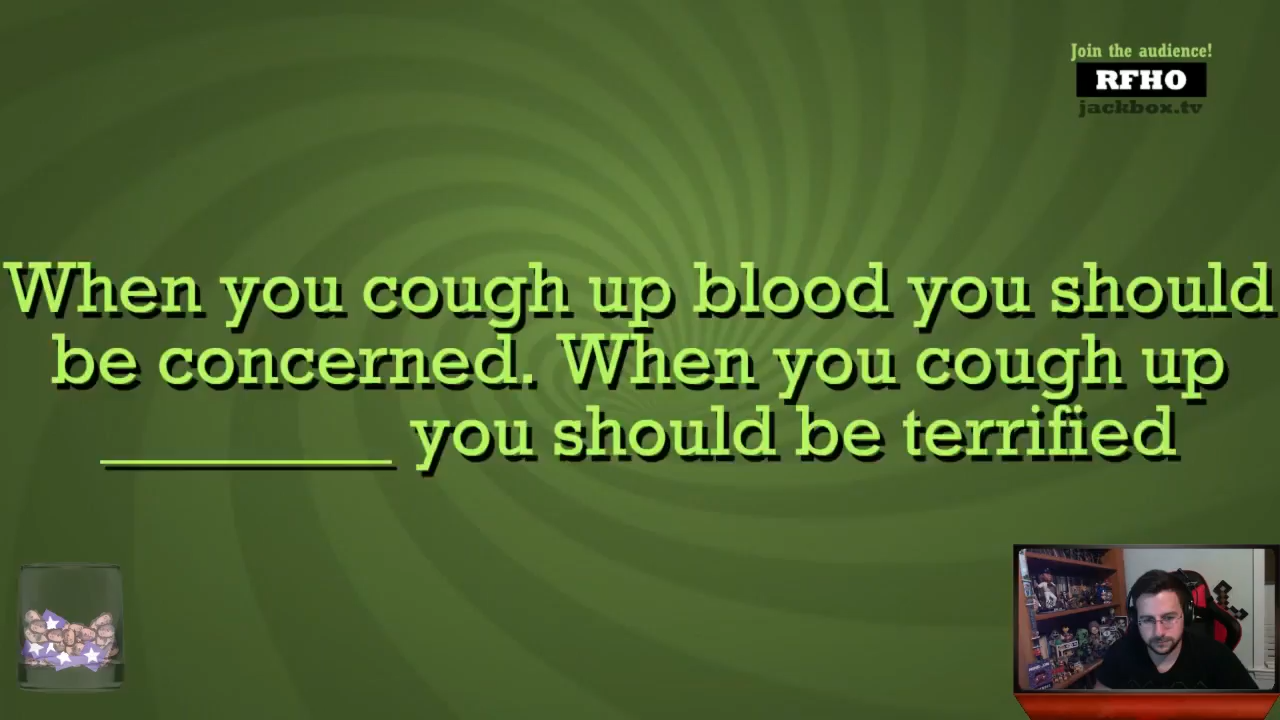 Join the audience!
RFHO
jackbox.tv
When you cough up blood you should
be concerned. When you cough up
__________ you should be terrified